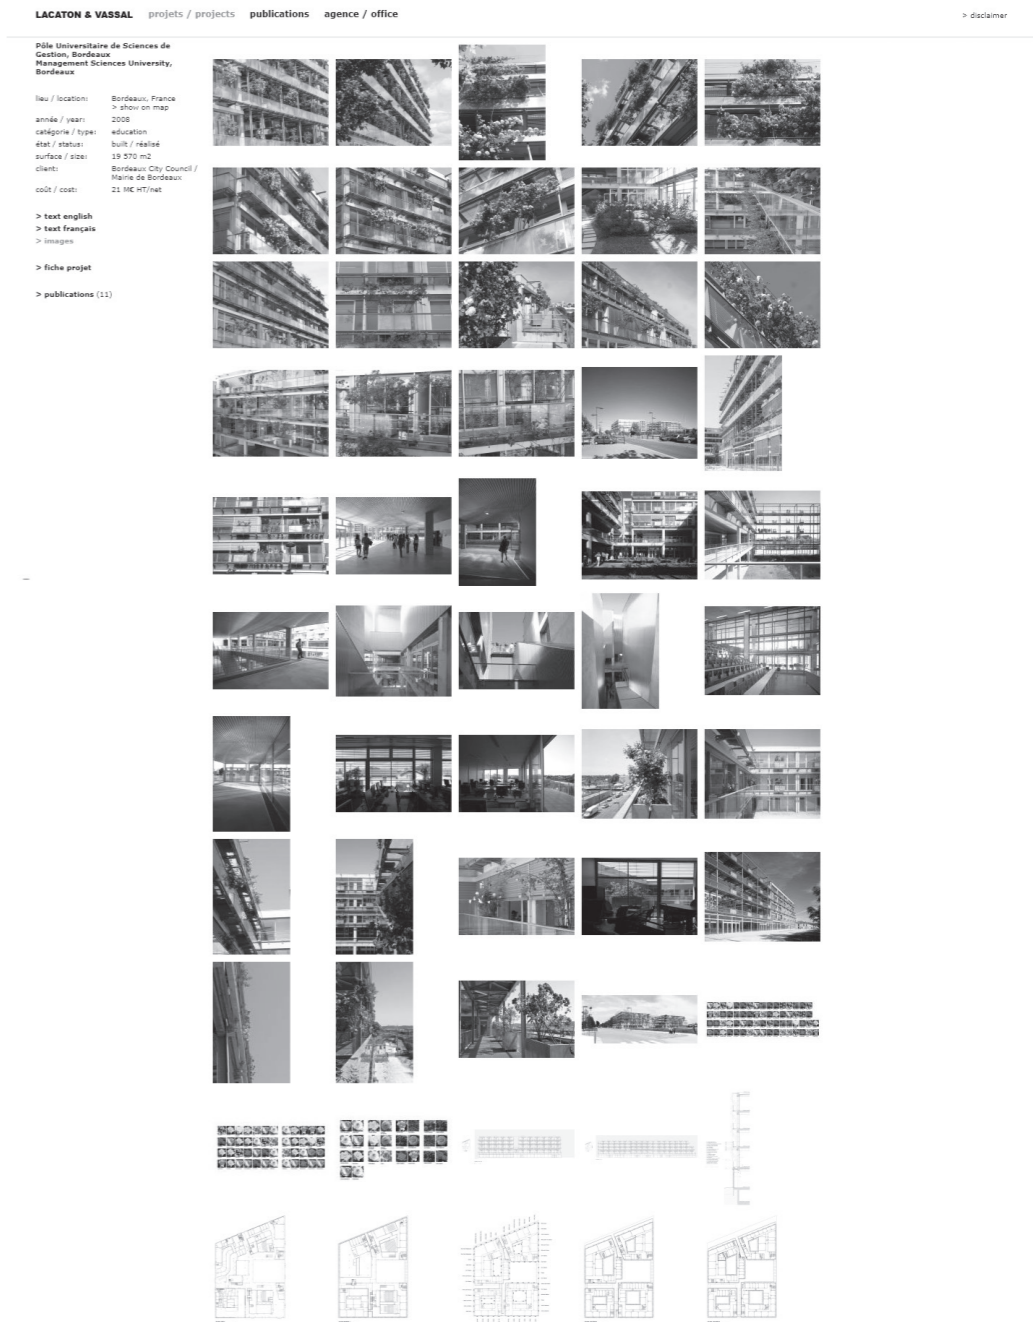 LACATON & VASSAL projets / projects publications agence / office > disclaimer
Pôle Universitaire de Sciences de
Gestion, Bordeaux
Management Sciences University,
Bordeaux
lieu / location: Bordeaux, France
> show on map
année / year: 2008
catégorie / type: education
état / status: built / réalisé
surface / size: 19 570 m2
client: Bordeaux City Council /
Mairie de Bordeaux
coût / cost: 21 M€ HT/net
> text english
> text français
> images
> fiche projet
> publications (11)